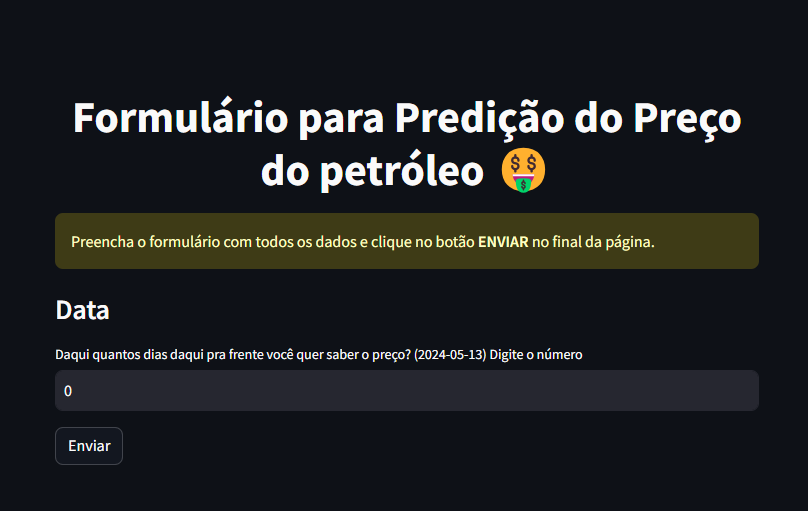 Formulário para Predição do Preço
do petróleo 🤑
Preencha o formulário com todos os dados e clique no botão ENVIAR no final da página.
Data
Daqui quantos dias daqui pra frente você quer saber o preço? (2024-05-13) Digite o número
0
Enviar